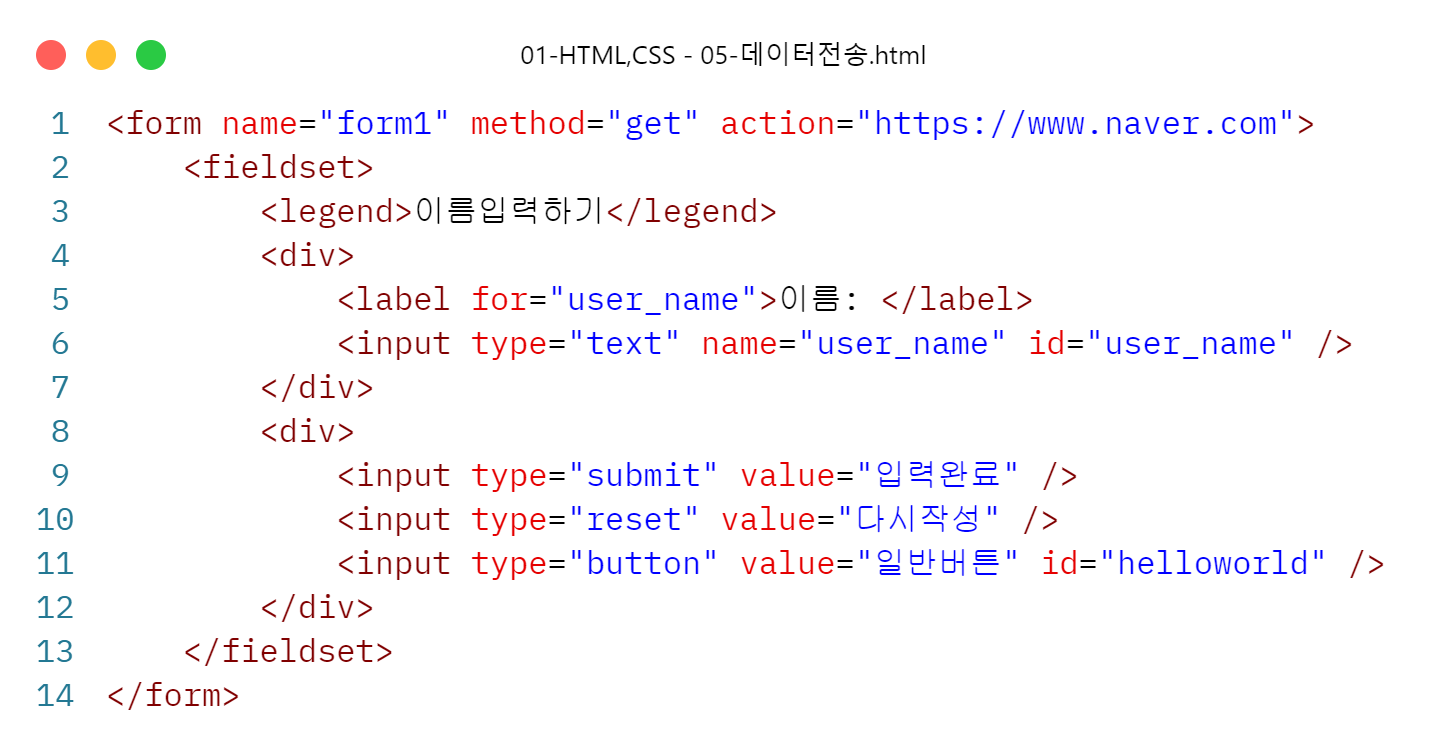 01-HTML,CSS - 05-데이터전송.html
1 <form name="form1" method="get" action="https://www.naver.com">
2     <fieldset>
3         <legend>이름입력하기</legend>
4         <div>
5             <label for="user_name">이름: </label>
6             <input type="text" name="user_name" id="user_name" />
7         </div>
8         <div>
9             <input type="submit" value="입력완료" />
10             <input type="reset" value="다시작성" />
11             <input type="button" value="일반버튼" id="helloworld" />
12         </div>
13     </fieldset>
14 </form>